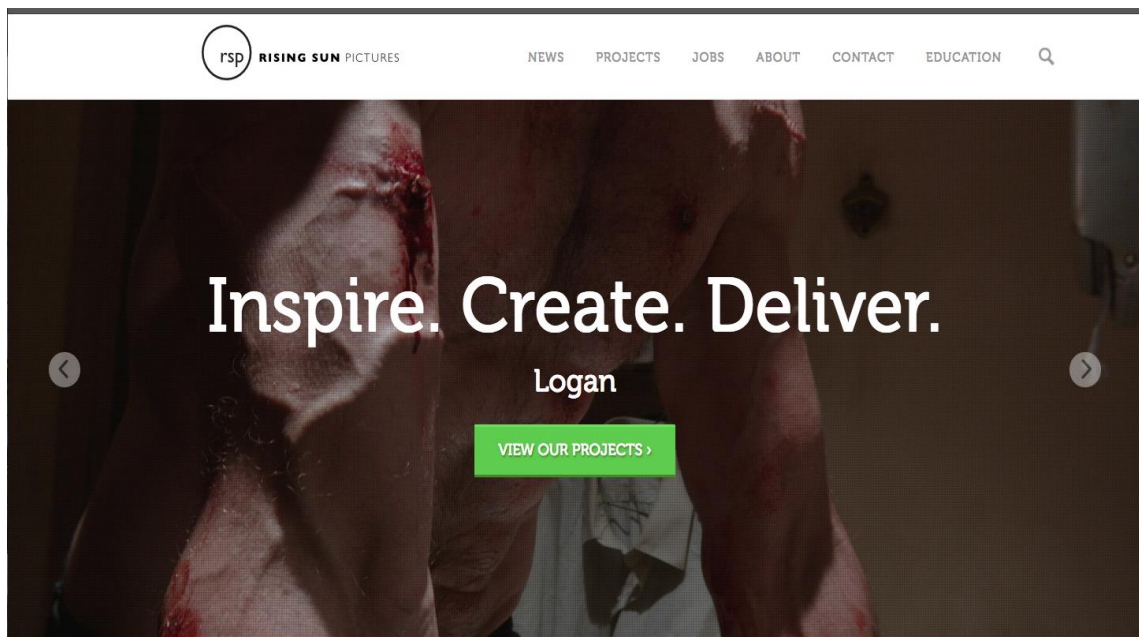 rsp RISING SUN PICTURES
NEWS PROJECTS JOBS ABOUT CONTACT EDUCATION
Inspire. Create. Deliver.
Logan
VIEW OUR PROJECTS ›